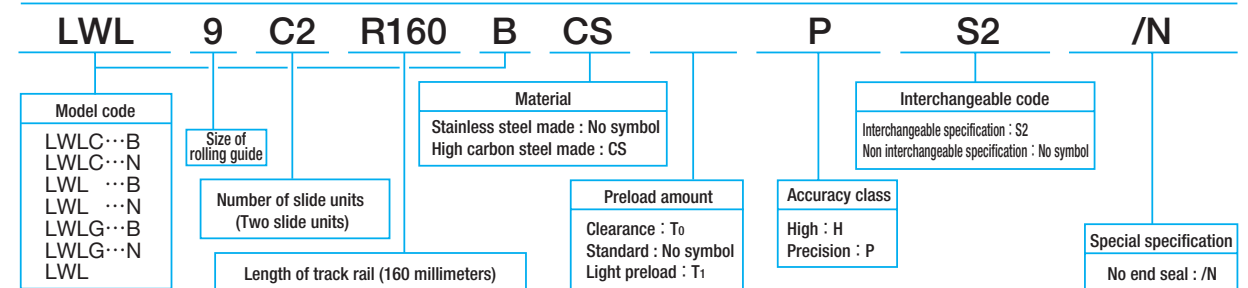 LWL 9 C2 R160 B CS P S2 /N
Model code
LWLC…B
LWLC…N
LWL …B
LWL …N
LWLG…B
LWLG…N
LWL
Size of
rolling guide
Number of slide units
(Two slide units)
Length of track rail (160 millimeters)
Material
Stainless steel made : No symbol
High carbon steel made : CS
Preload amount
Clearance : T₀
Standard : No symbol
Light preload : T₁
Accuracy class
High : H
Precision : P
Interchangeable code
Interchangeable specification : S2
Non interchangeable specification : No symbol
Special specification
No end seal : /N